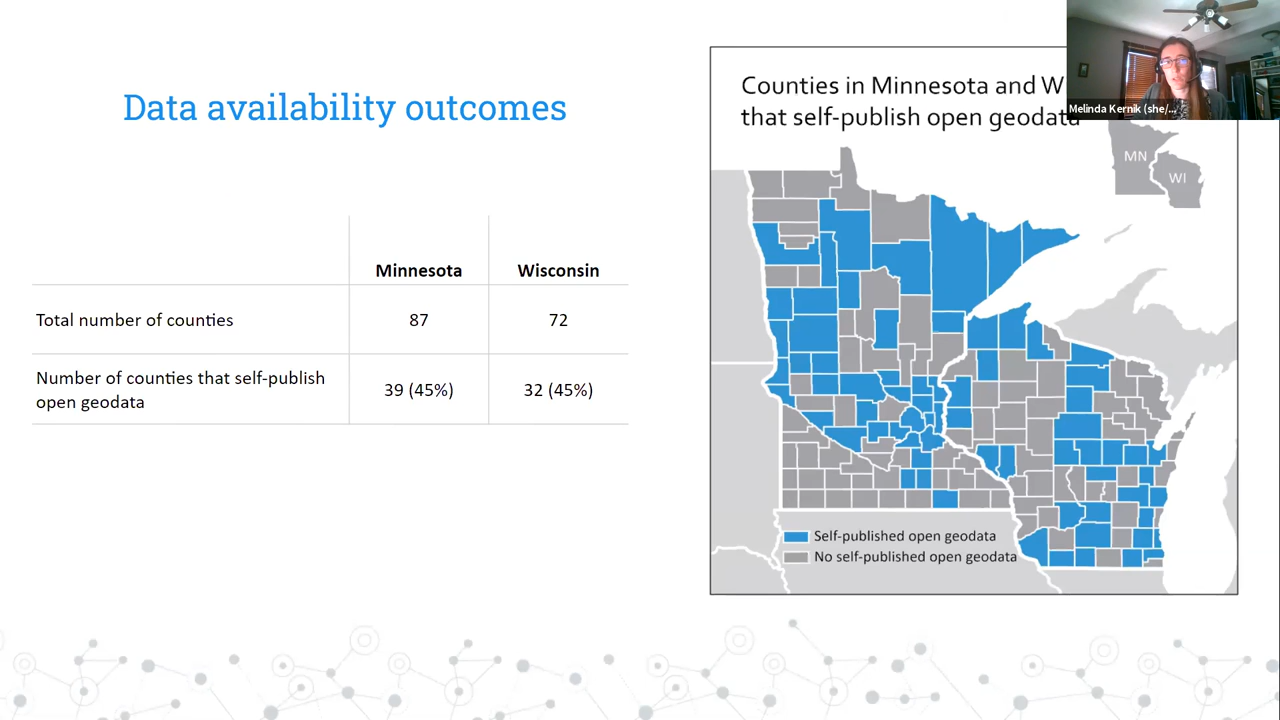 Data availability outcomes
Minnesota Wisconsin
Total number of counties 87 72
Number of counties that self-publish
open geodata 39 (45%) 32 (45%)
Counties in Minnesota and W
that self-publish open geodata
Melinda Kernik (she/...
MN
WI
Self-published open geodata
No self-published open geodata